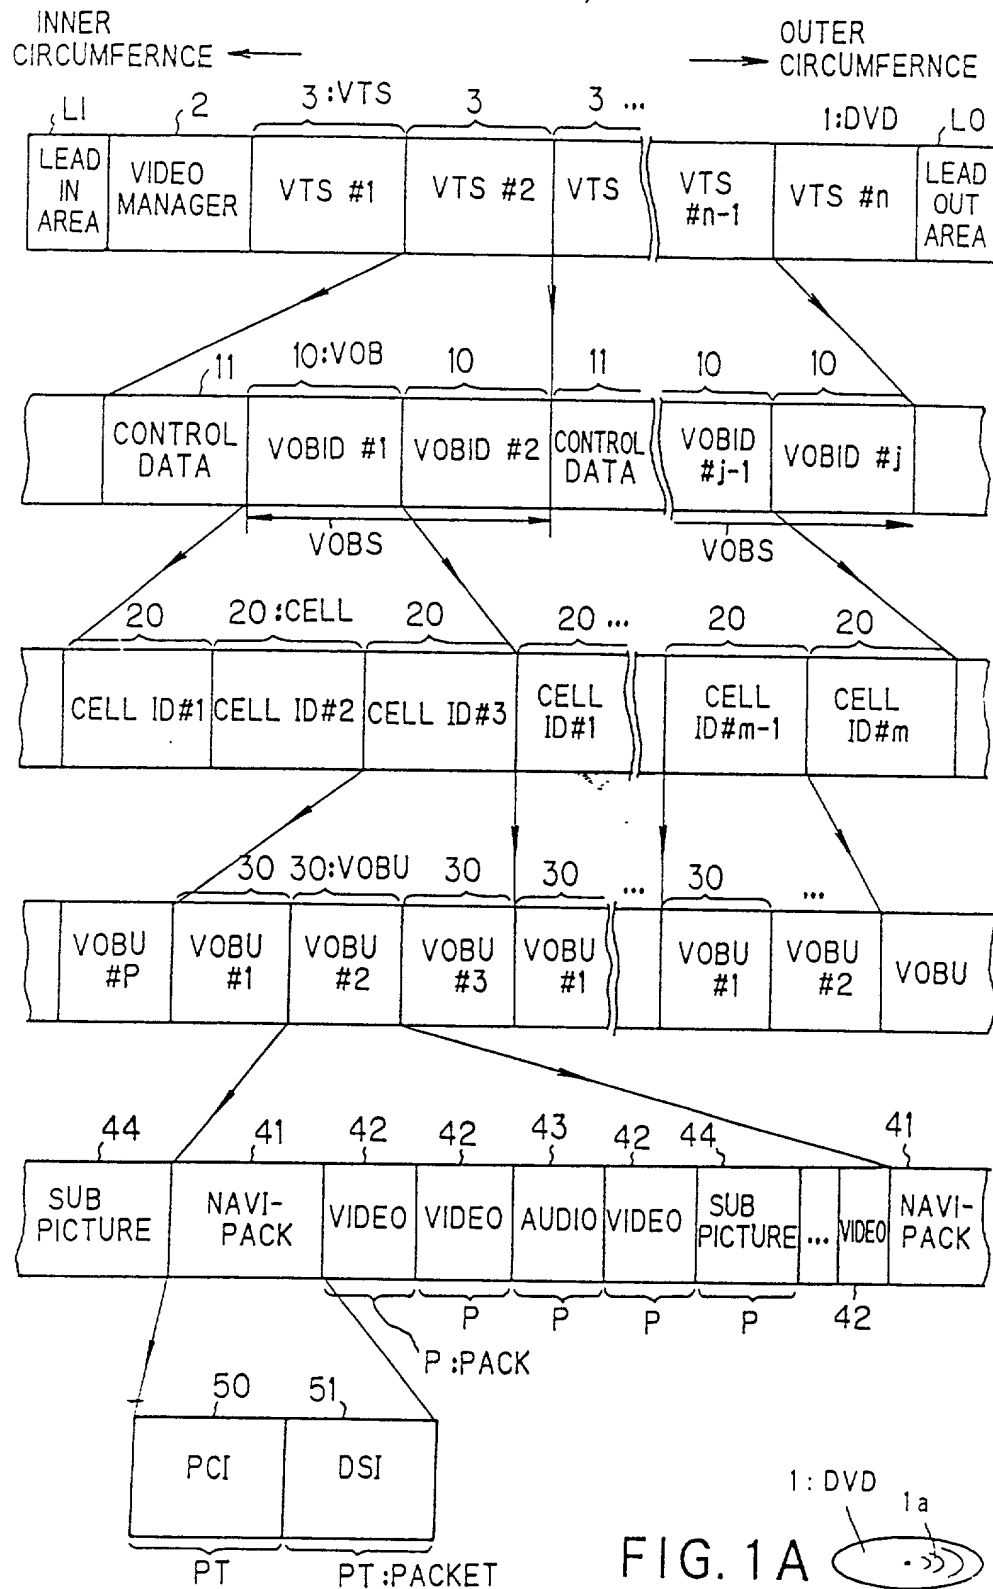 INNER
CIRCUMFERNCE
OUTER
CIRCUMFERNCE
LI
2
3:VTS
3
3 ...
1:DVD
LO
LEAD
IN
AREA
VIDEO
MANAGER
VTS #1
VTS #2
VTS
VTS
#n-1
VTS #n
LEAD
OUT
AREA
11
10:VOB
10
11
10
10
CONTROL
DATA
VOBID #1
VOBID #2
CONTROL
DATA
VOBID
#j-1
VOBID #j
VOBS
VOBS
20
20:CELL
20
20 ...
20
20
CELL ID#1
CELL ID#2
CELL ID#3
CELL
ID#1
CELL
ID#m-1
CELL
ID#m
30
30:VOBU
30
30
...
30
...
VOBU
#P
VOBU
#1
VOBU
#2
VOBU
#3
VOBU
#1
VOBU
#1
VOBU
#2
VOBU
44
41
42
42
43
42
44
41
SUB
PICTURE
NAVI-
PACK
VIDEO
VIDEO
AUDIO
VIDEO
SUB
PICTURE
...
VIDEO
NAVI-
PACK
P
P
P
P
42
P:PACK
50
51
PCI
DSI
PT
PT:PACKET
1:DVD
1a
FIG.1A